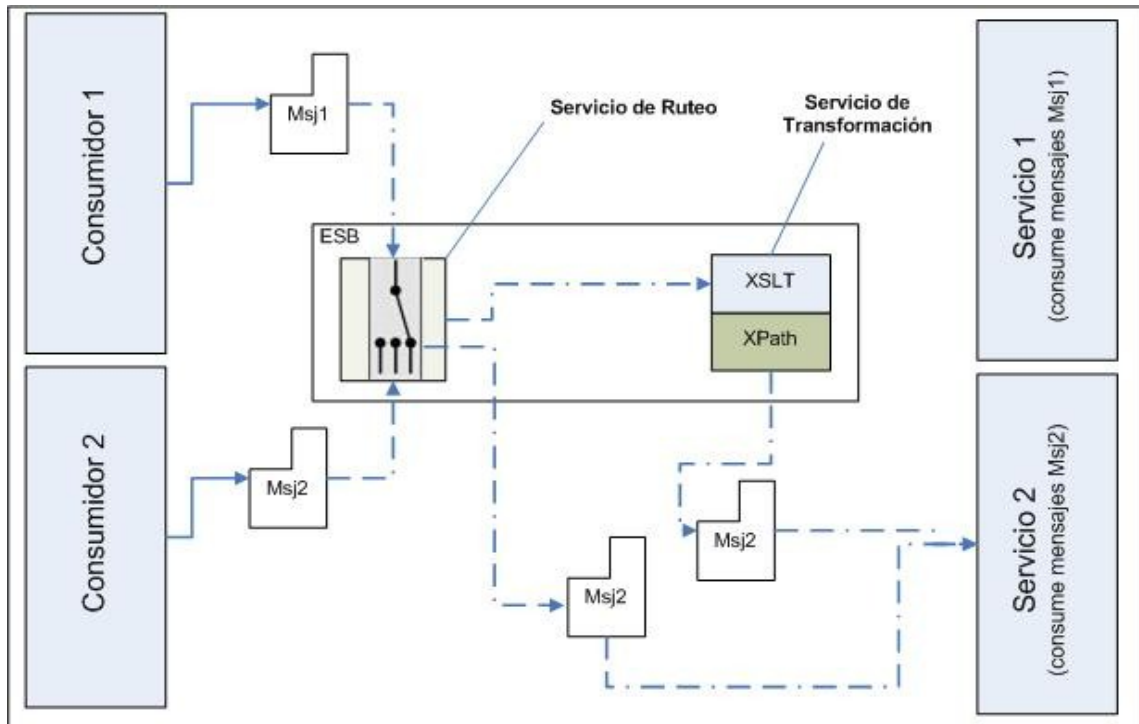 Consumidor 1
Msj1
Servicio de Ruteo
Servicio de
Transformación
Servicio 1
(consume mensajes Msj1)
ESB
XSLT
XPath
Consumidor 2
Msj2
Msj2
Msj2
Servicio 2
(consume mensajes Msj2)